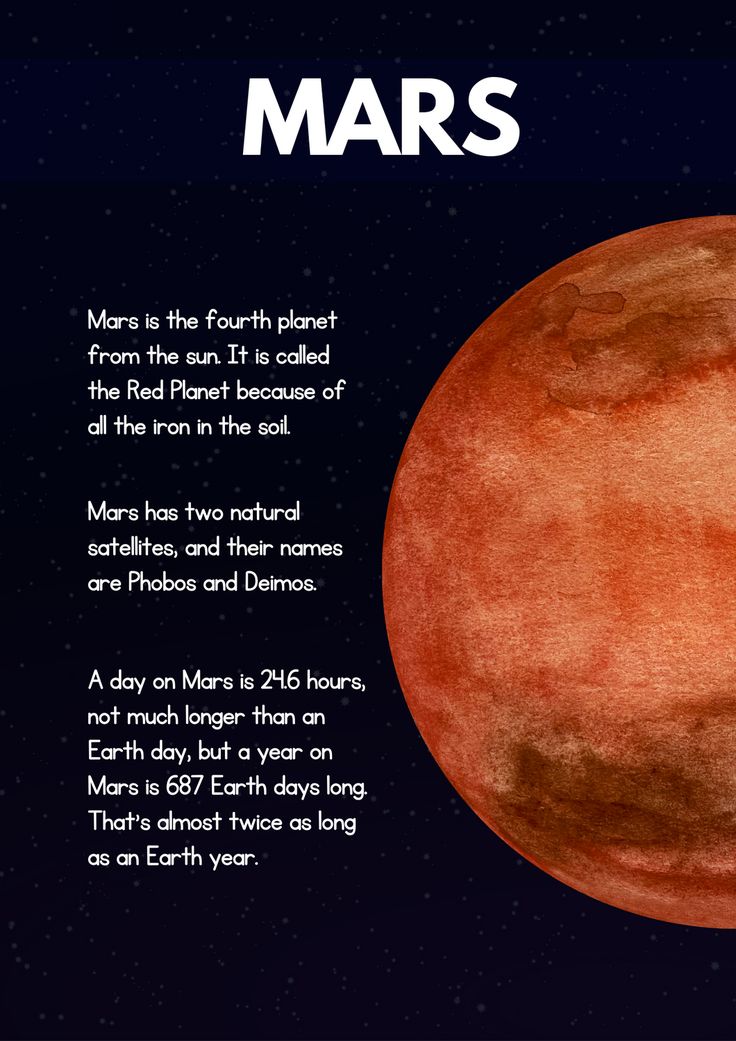 MARS
Mars is the fourth planet
from the sun. It is called
the Red Planet because of
all the iron in the soil.
Mars has two natural
satellites, and their names
are Phobos and Deimos.
A day on Mars is 24.6 hours,
not much longer than an
Earth day, but a year on
Mars is 687 Earth days long.
That's almost twice as long
as an Earth year.